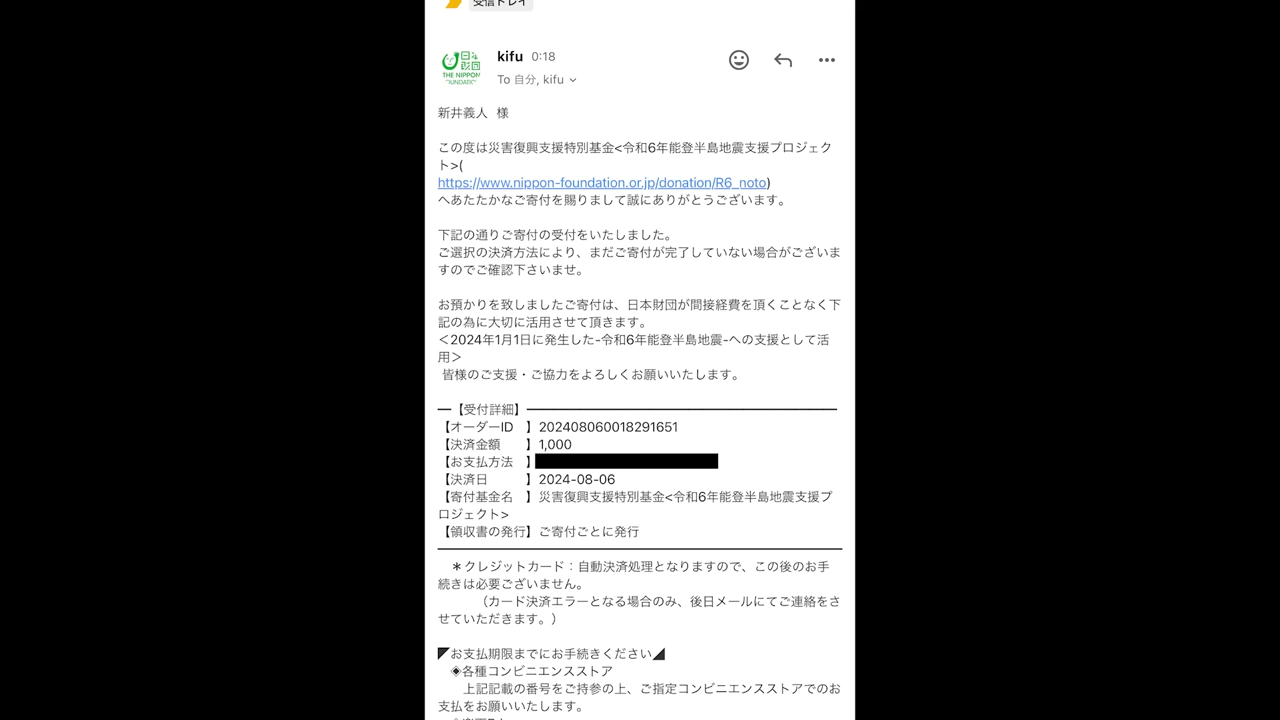 受信トレイ
kifu 0:18
日本財団
THE NIPPON
FOUNDATION
To 自分, kifu
新井義人 様
この度は災害復興支援特別基金<令和6年能登半島地震支援プロジェク
ト>(
https://www.nippon-foundation.or.jp/donation/R6_noto)
へあたたかなご寄付を賜りまして誠にありがとうございます。
下記の通りご寄付の受付をいたしました。
ご選択の決済方法により、まだご寄付が完了していない場合がございま
すのでご確認下さいませ。
お預かりを致しましたご寄付は、日本財団が間接経費を頂くことなく下
記の為に大切に活用させて頂きます。
＜2024年1月1日に発生した-令和6年能登半島地震-への支援として活
用＞
皆様のご支援・ご協力をよろしくお願いいたします。
━【受付詳細】━━━━━━━━━━━━━━━━━━━━━━━━
【オーダーID　】202408060018291651
【決済金額　　】1,000
【お支払方法　】
【決済日　　　】2024-08-06
【寄付基金名　】災害復興支援特別基金<令和6年能登半島地震支援プ
ロジェクト>
【領収書の発行】ご寄付ごとに発行
＊クレジットカード：自動決済処理となりますので、この後のお手
続きは必要ございません。
（カード決済エラーとなる場合のみ、後日メールにてご連絡をさ
せていただきます。）
◤お支払期限までにお手続きください◢
◈各種コンビニエンスストア
上記記載の番号をご持参の上、ご指定コンビニエンスストアでのお
支払をお願いいたします。